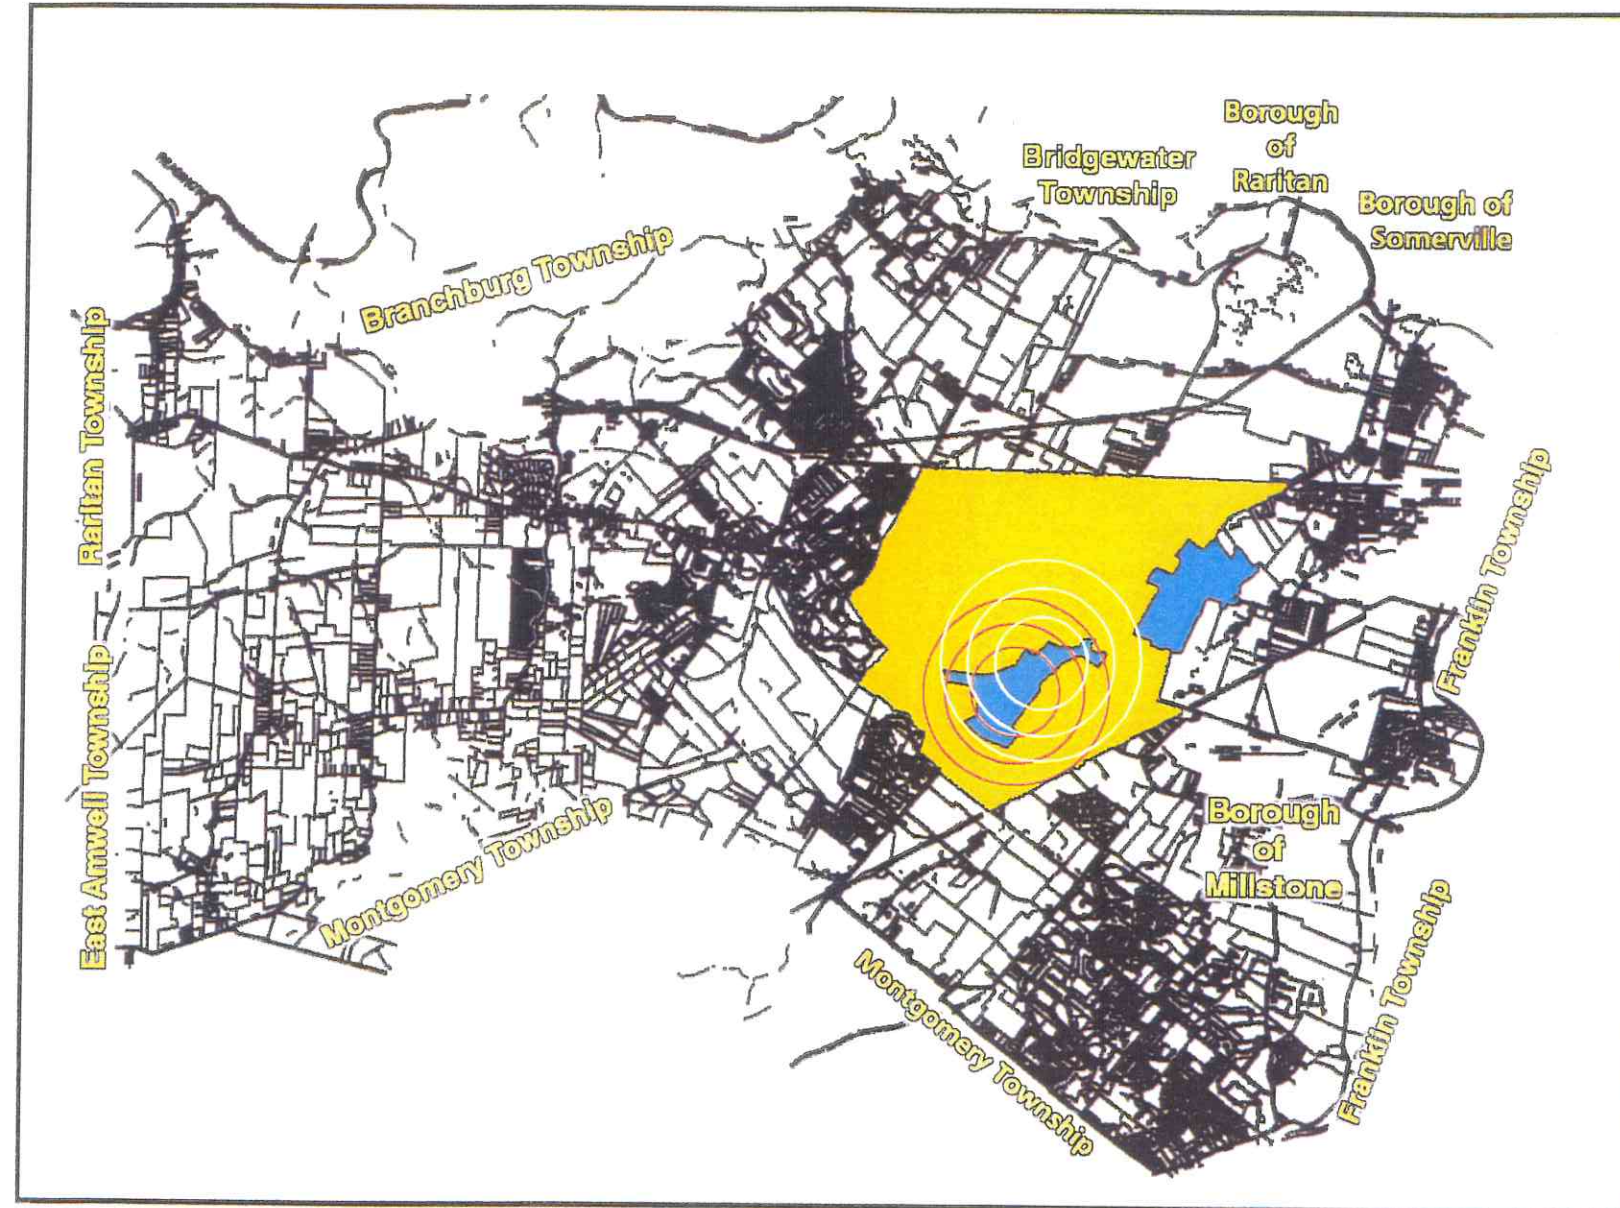 Borough
of
Raritan
Bridgewater
Township
Borough of
Somerville
Branchburg Township
Raritan Township
Franklin Township
East Amwell Township
Montgomery Township
Borough
of
Millstone
Montgomery Township
Franklin Township